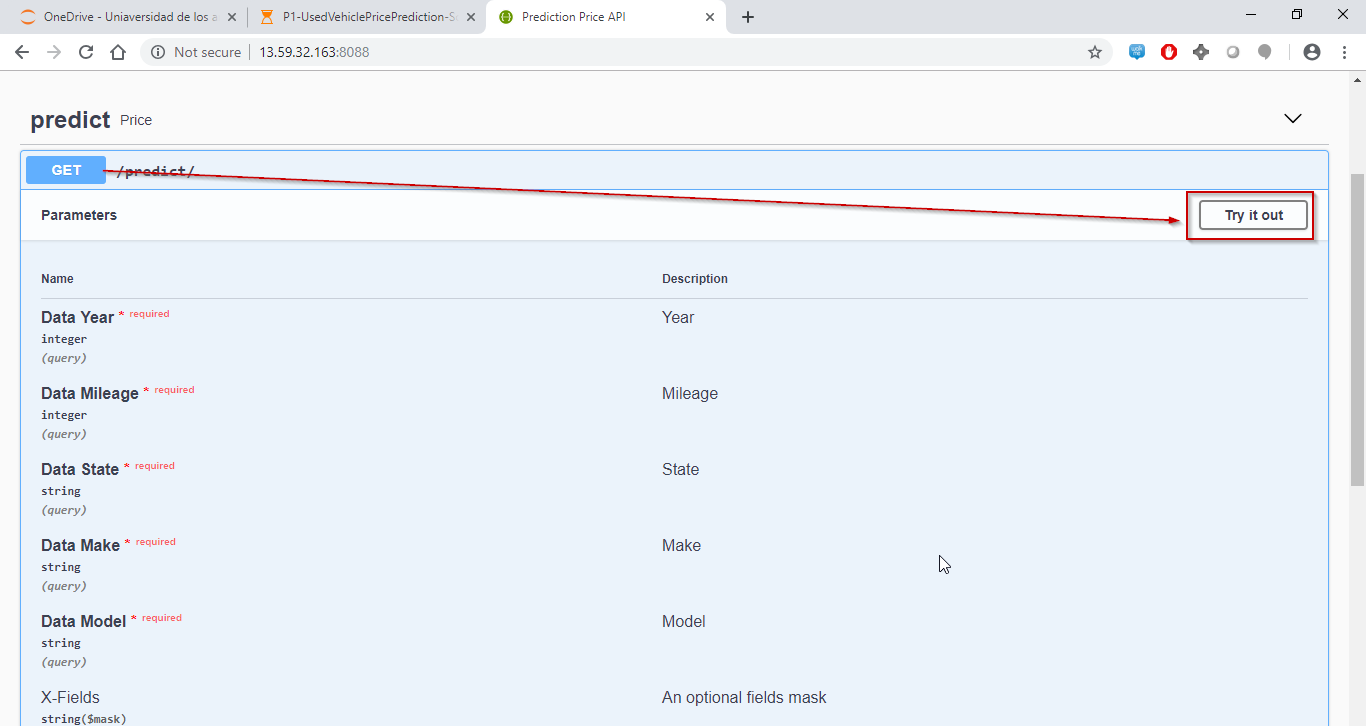 OneDrive - Uniaversidad de los a
P1-UsedVehiclePricePrediction-S
Prediction Price API
Not secure
13.59.32.163:8088
predict Price
GET /predict/
Parameters
Try it out
Name Description
Data Year * required Year
integer
(query)
Data Mileage * required Mileage
integer
(query)
Data State * required State
string
(query)
Data Make * required Make
string
(query)
Data Model * required Model
string
(query)
X-Fields An optional fields mask
string($mask)